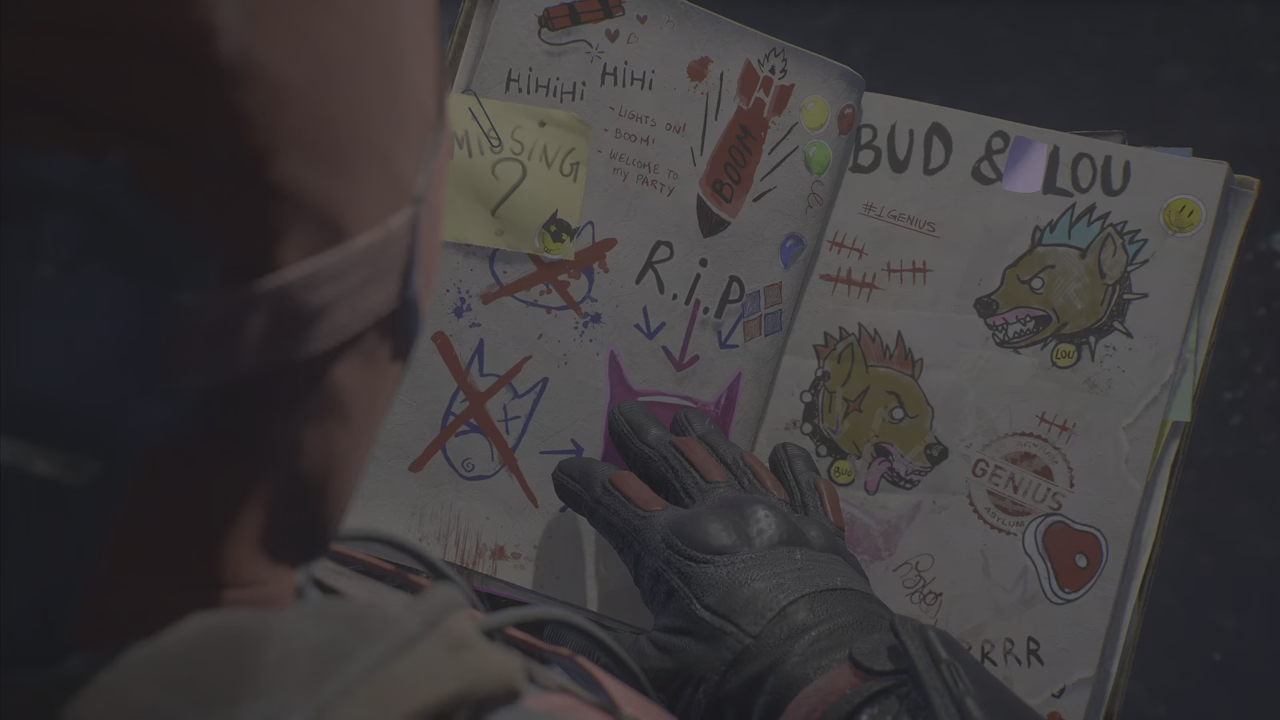 HiHiHi HiHi
MISSING
?
- LIGHTS ON!
- BOOM!
- WELCOME TO
MY PARTY
BOOM
R.i.P
BUD & LOU
#1 GENIUS
LOU
BUD
GENIUS
ASYLUM
RRR